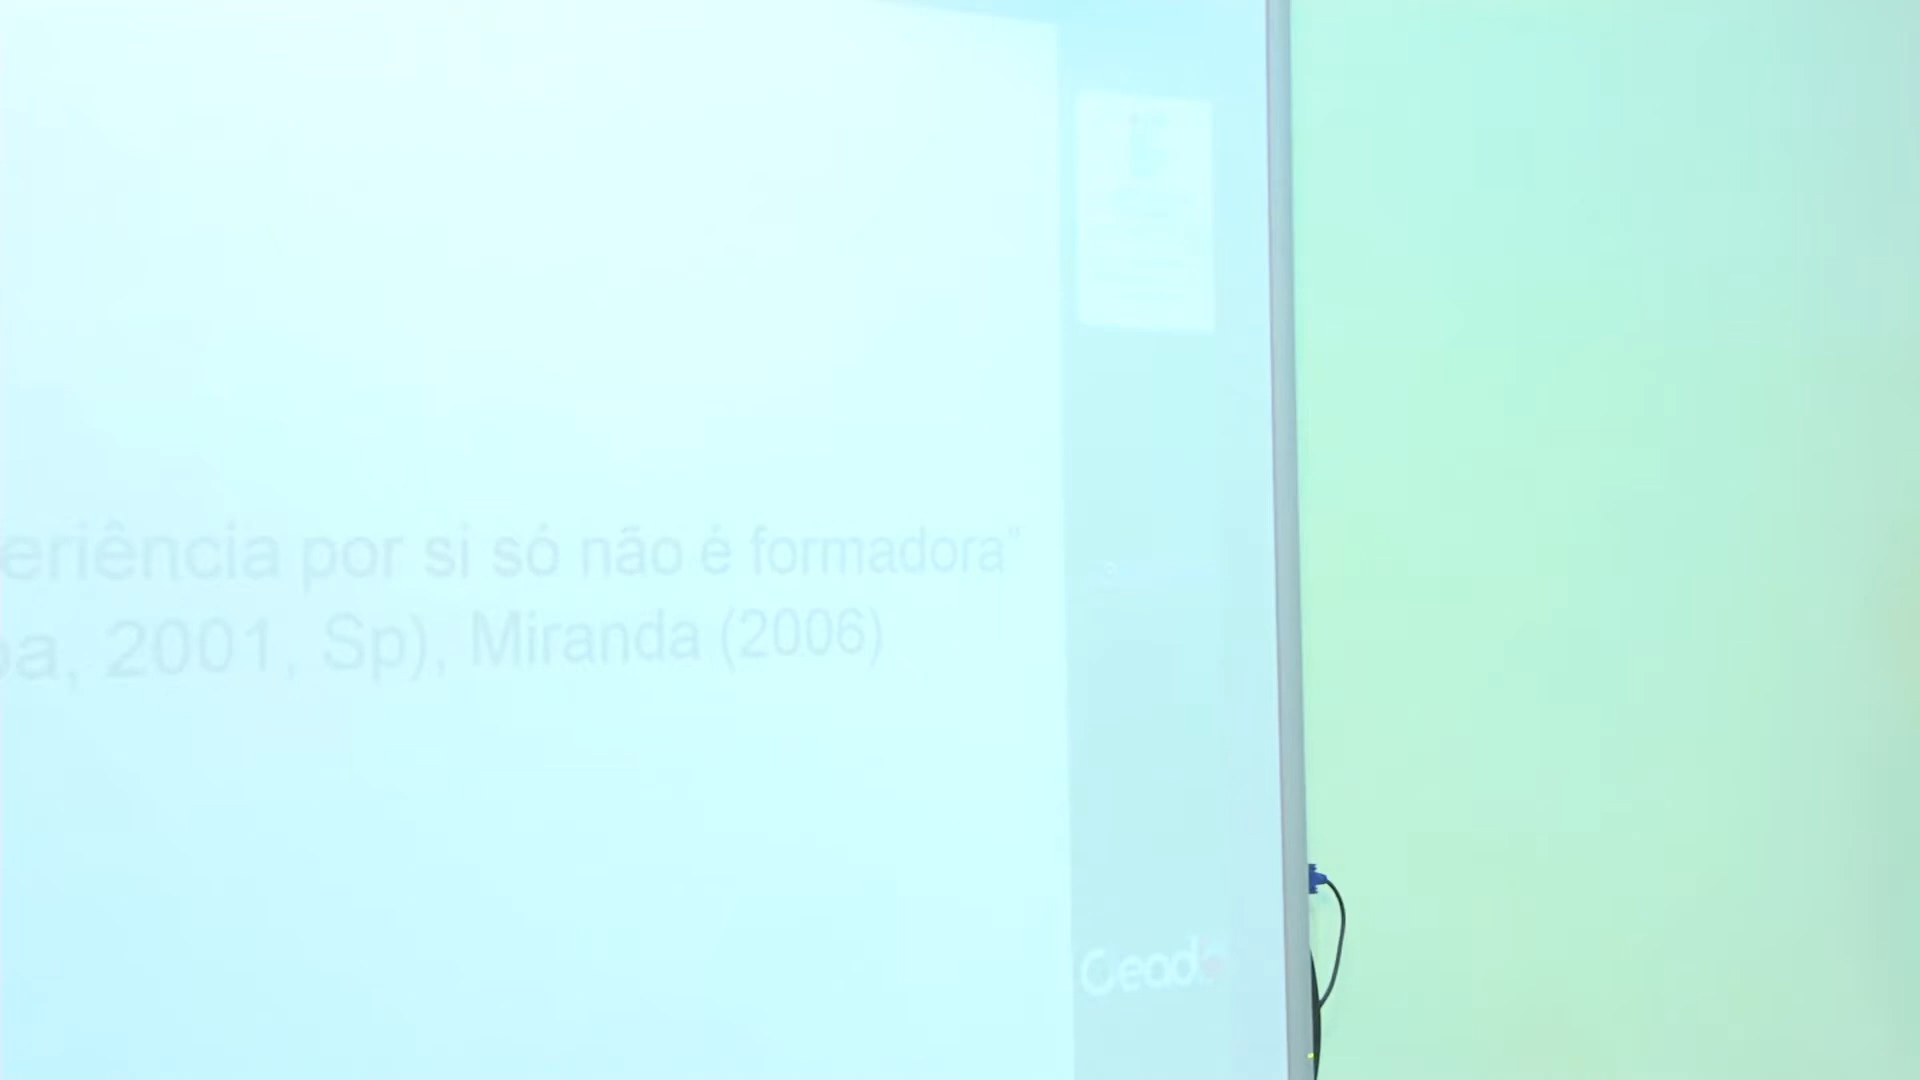 eriência por si só não é formadora"
ba, 2001, Sp), Miranda (2006)
Cead